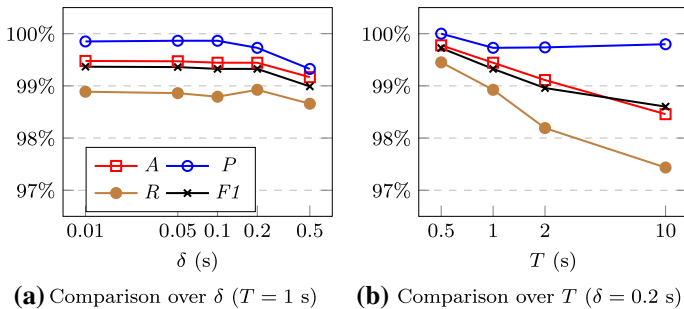 100%
99%
98%
97%
A P
R F1
0.01 0.05 0.1 0.2 0.5
δ (s)
(a) Comparison over δ (T = 1 s)
100%
99%
98%
97%
0.5 1 2 10
T (s)
(b) Comparison over T (δ = 0.2 s)